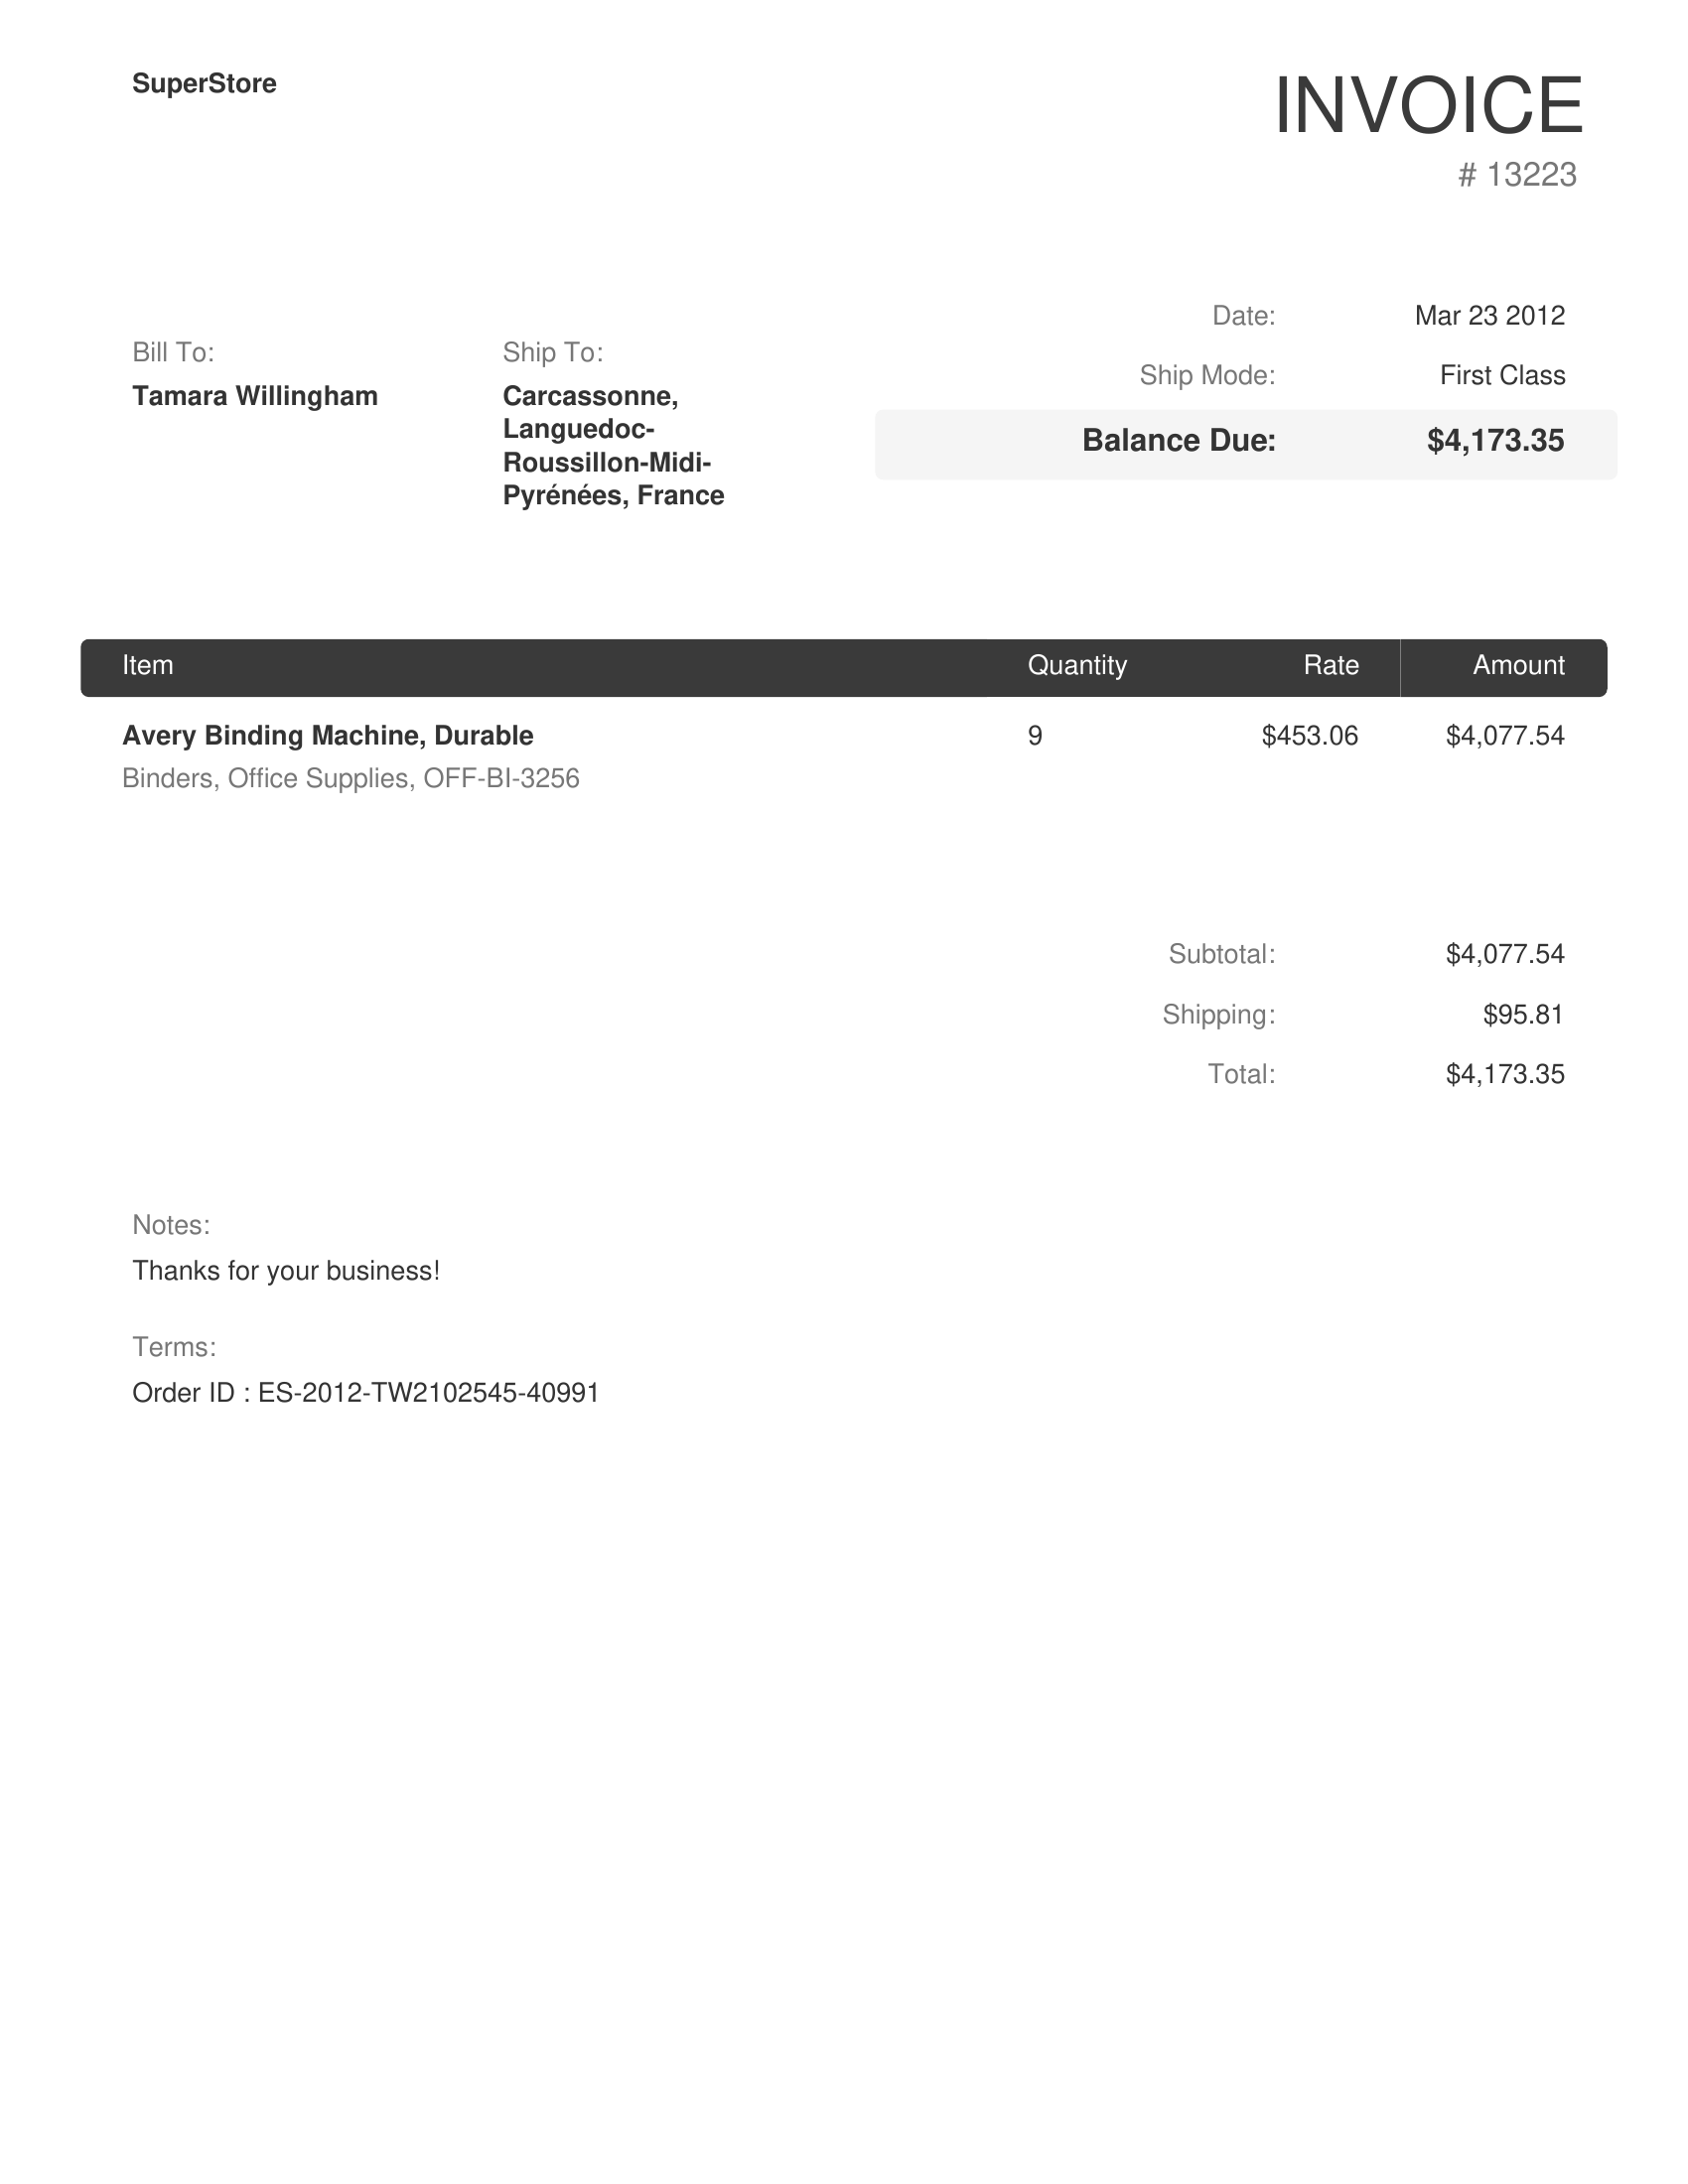 SuperStore
INVOICE
# 13223
Date: Mar 23 2012
Ship Mode: First Class
Balance Due: $4,173.35
Bill To:
Tamara Willingham
Ship To:
Carcassonne,
Languedoc-
Roussillon-Midi-
Pyrénées, France
Item Quantity Rate Amount
Avery Binding Machine, Durable 9 $453.06 $4,077.54
Binders, Office Supplies, OFF-BI-3256
Subtotal: $4,077.54
Shipping: $95.81
Total: $4,173.35
Notes:
Thanks for your business!
Terms:
Order ID : ES-2012-TW2102545-40991